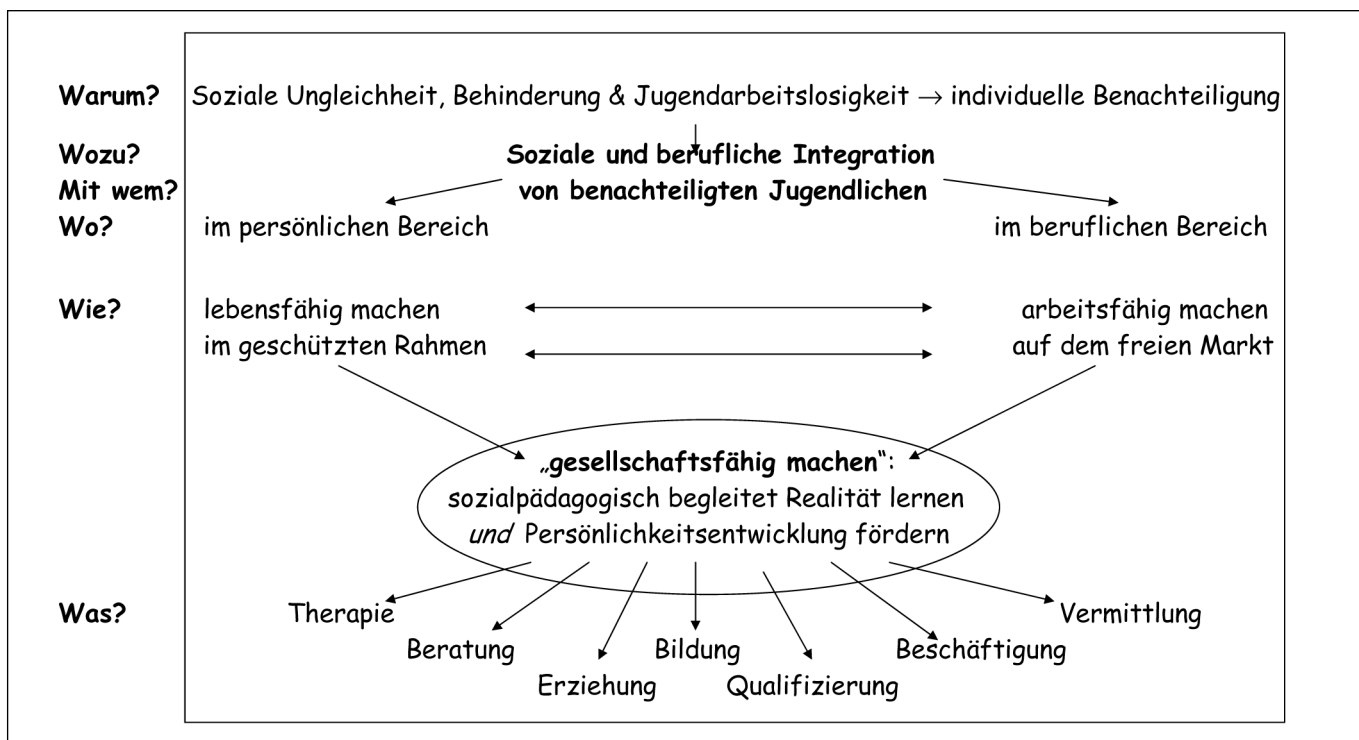 Warum? Soziale Ungleichheit, Behinderung & Jugendarbeitslosigkeit → individuelle Benachteiligung
Wozu? Soziale und berufliche Integration
Mit wem? von benachteiligten Jugendlichen
Wo? im persönlichen Bereich im beruflichen Bereich
Wie? lebensfähig machen arbeitsfähig machen
im geschützten Rahmen auf dem freien Markt
„gesellschaftsfähig machen“:
sozialpädagogisch begleitet Realität lernen
und Persönlichkeitsentwicklung fördern
Was? Therapie Vermittlung
Beratung Bildung Beschäftigung
Erziehung Qualifizierung